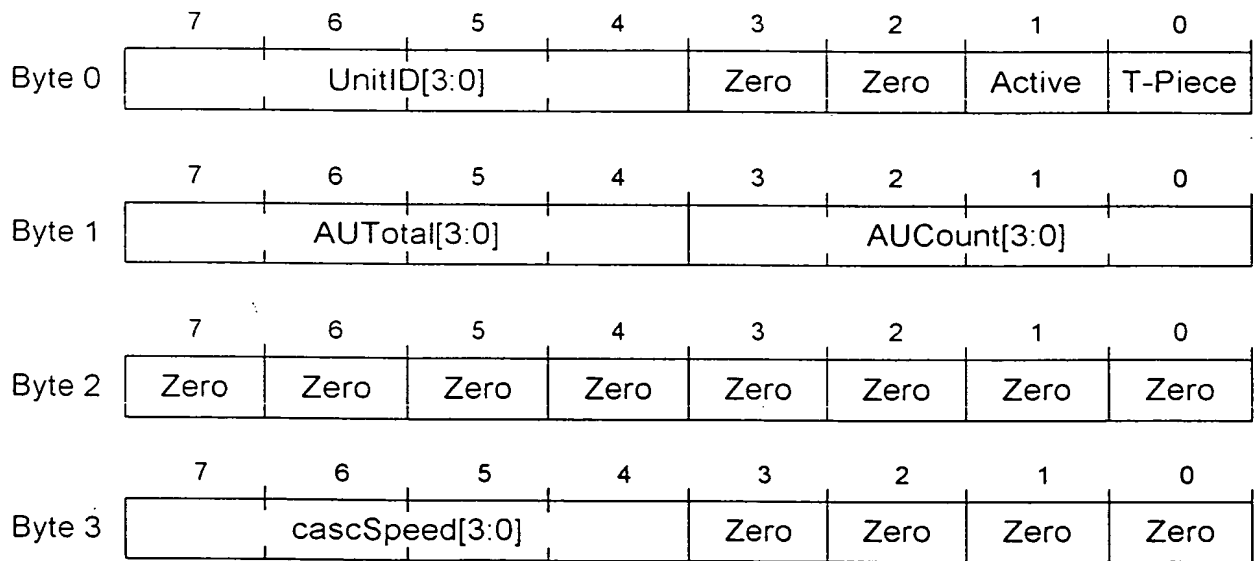 7 6 5 4 3 2 1 0
Byte 0 UnitID[3:0] Zero Zero Active T-Piece
7 6 5 4 3 2 1 0
Byte 1 AUTotal[3:0] AUCount[3:0]
7 6 5 4 3 2 1 0
Byte 2 Zero Zero Zero Zero Zero Zero Zero Zero
7 6 5 4 3 2 1 0
Byte 3 cascSpeed[3:0] Zero Zero Zero Zero